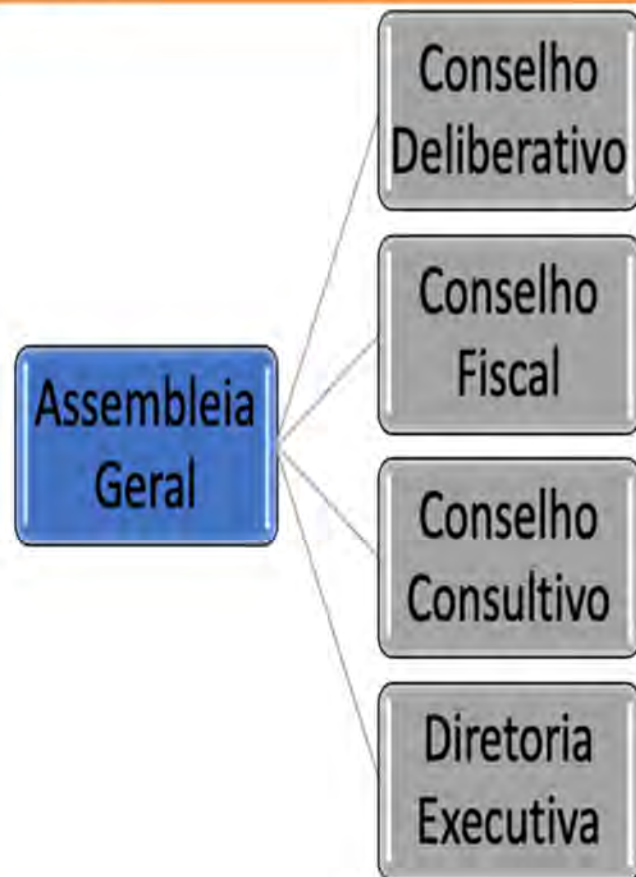 Assembleia
Geral
Conselho
Deliberativo
Conselho
Fiscal
Conselho
Consultivo
Diretoria
Executiva